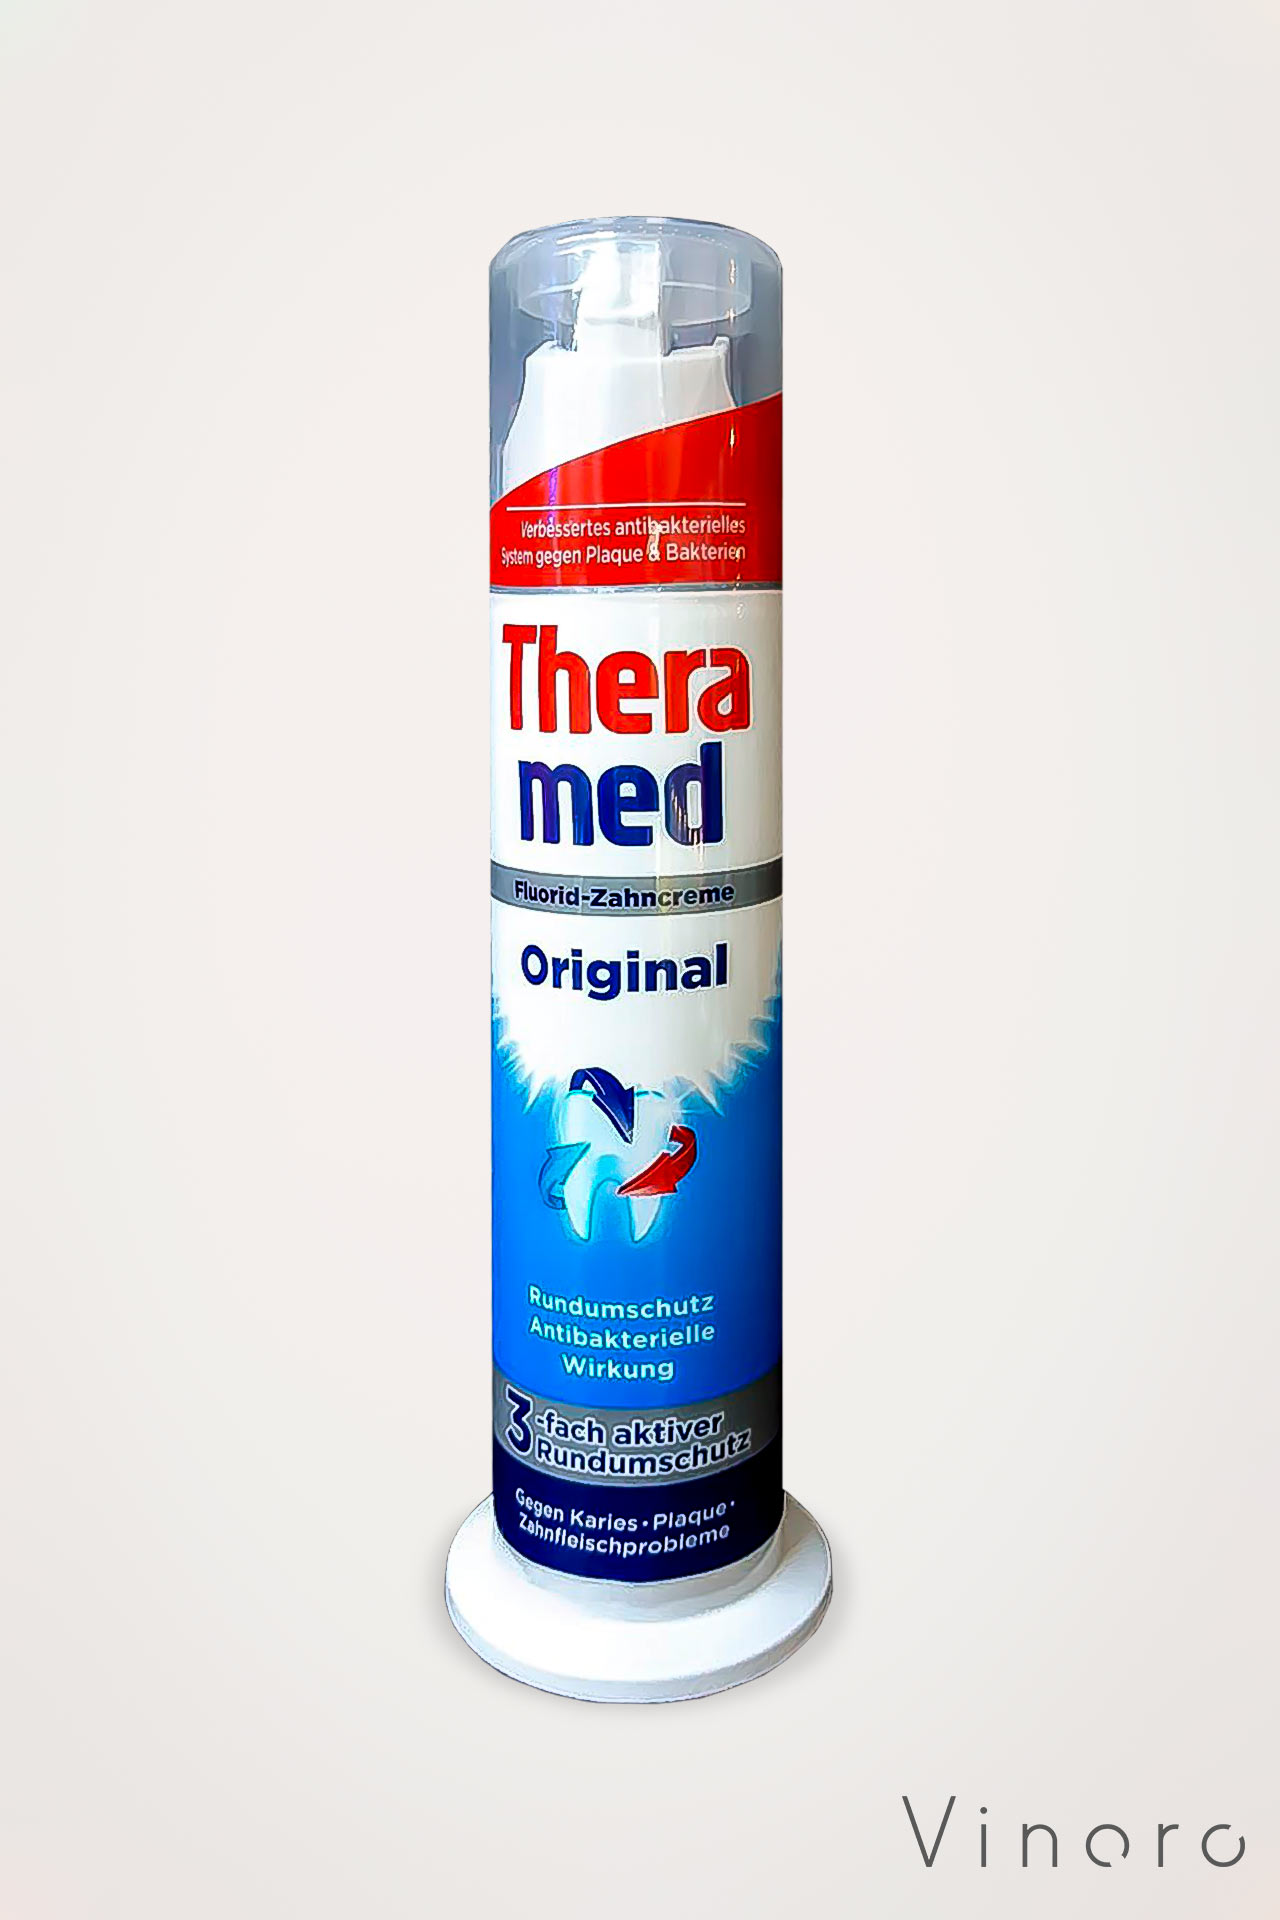 Verbessertes antibakterielles
System gegen Plaque & Bakterien
Thera
med
Fluorid-Zahncreme
Original
Rundumschutz
Antibakterielle
Wirkung
3-fach aktiver
Rundumschutz
Gegen Karies · Plaque ·
Zahnfleischprobleme
Vinoro